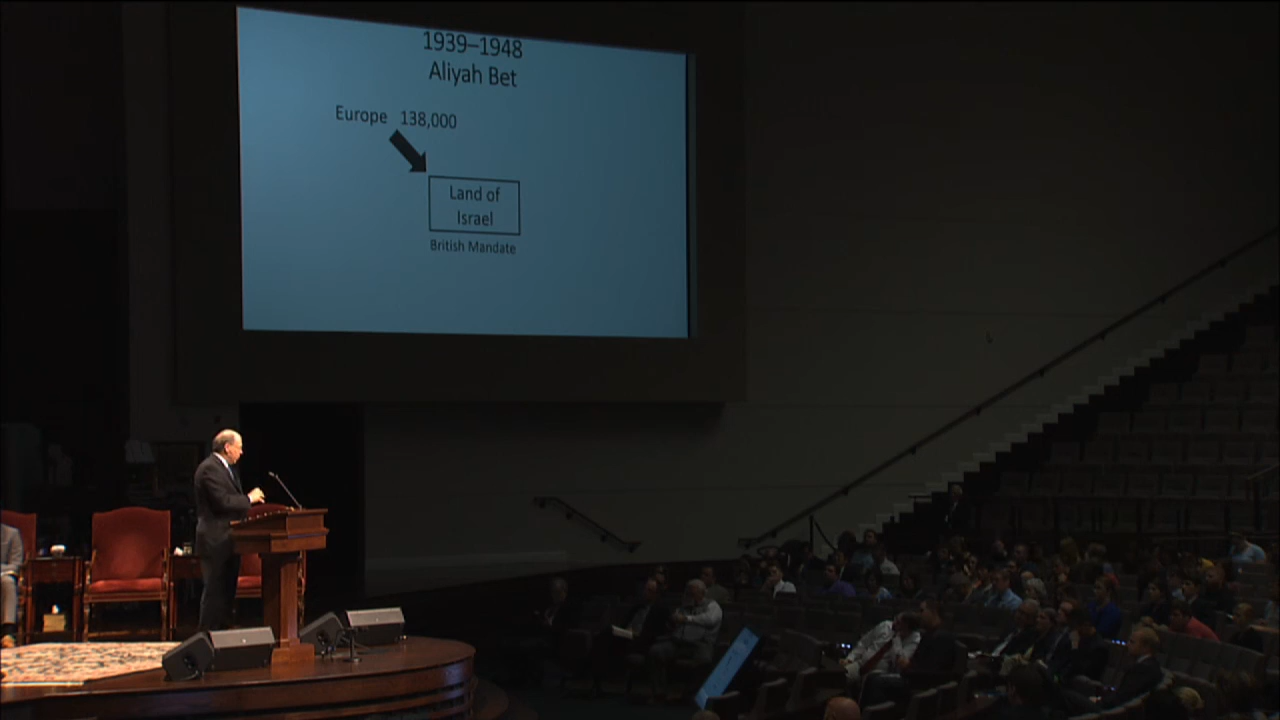 1939–1948
Aliyah Bet
Europe 138,000
Land of
Israel
British Mandate